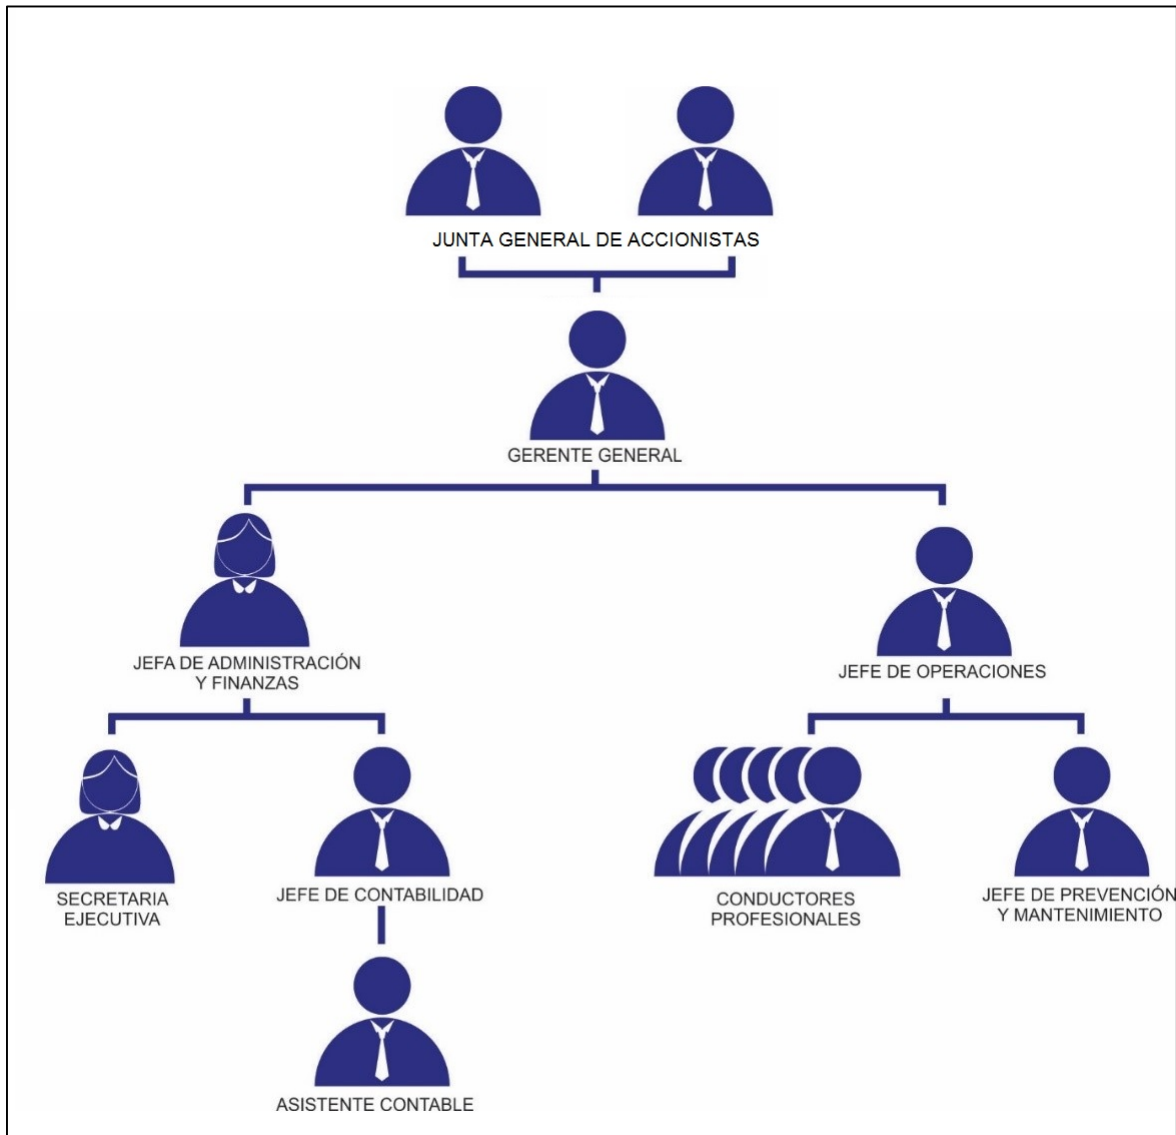 JUNTA GENERAL DE ACCIONISTAS
GERENTE GENERAL
JEFA DE ADMINISTRACIÓN
Y FINANZAS
JEFE DE OPERACIONES
SECRETARIA
EJECUTIVA
JEFE DE CONTABILIDAD
CONDUCTORES
PROFESIONALES
JEFE DE PREVENCIÓN
Y MANTENIMIENTO
ASISTENTE CONTABLE